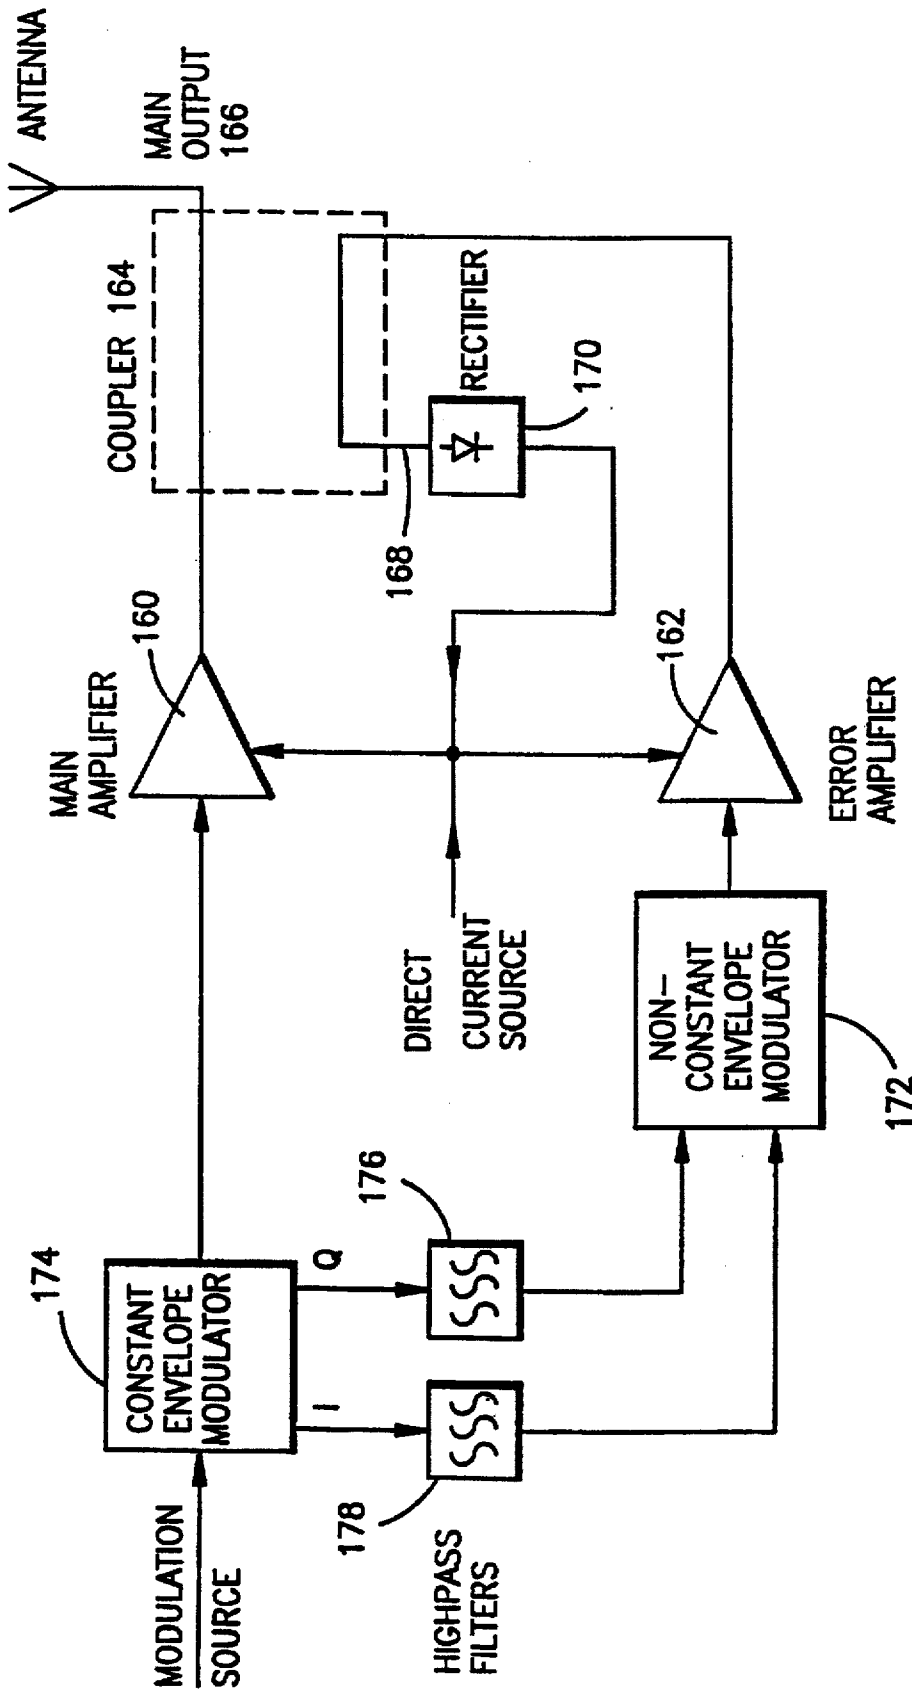 ANTENNA
MAIN
OUTPUT
166
COUPLER 164
RECTIFIER
170
168
MAIN
AMPLIFIER
160
162
ERROR
AMPLIFIER
DIRECT
CURRENT
SOURCE
NON-
CONSTANT
ENVELOPE
MODULATOR
172
174
CONSTANT
ENVELOPE
MODULATOR
Q
I
176
178
HIGHPASS
FILTERS
MODULATION
SOURCE